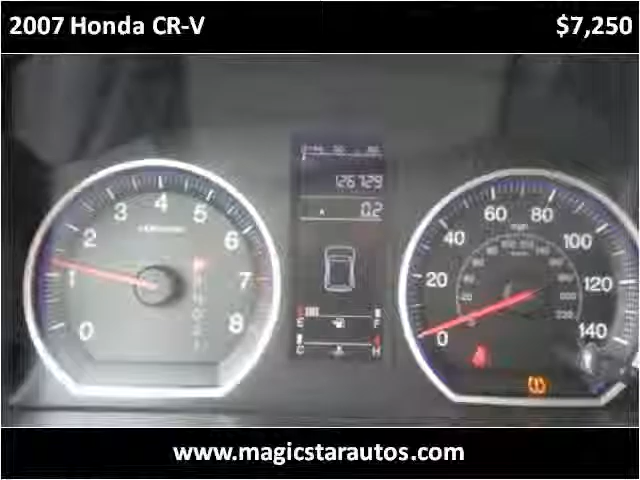 2007 Honda CR-V $7,250
126729
A 0.2
0 1 2 3 4 5 6 7 8
0 20 40 60 80 100 120 140
mph
E F
C H
www.magicstarautos.com